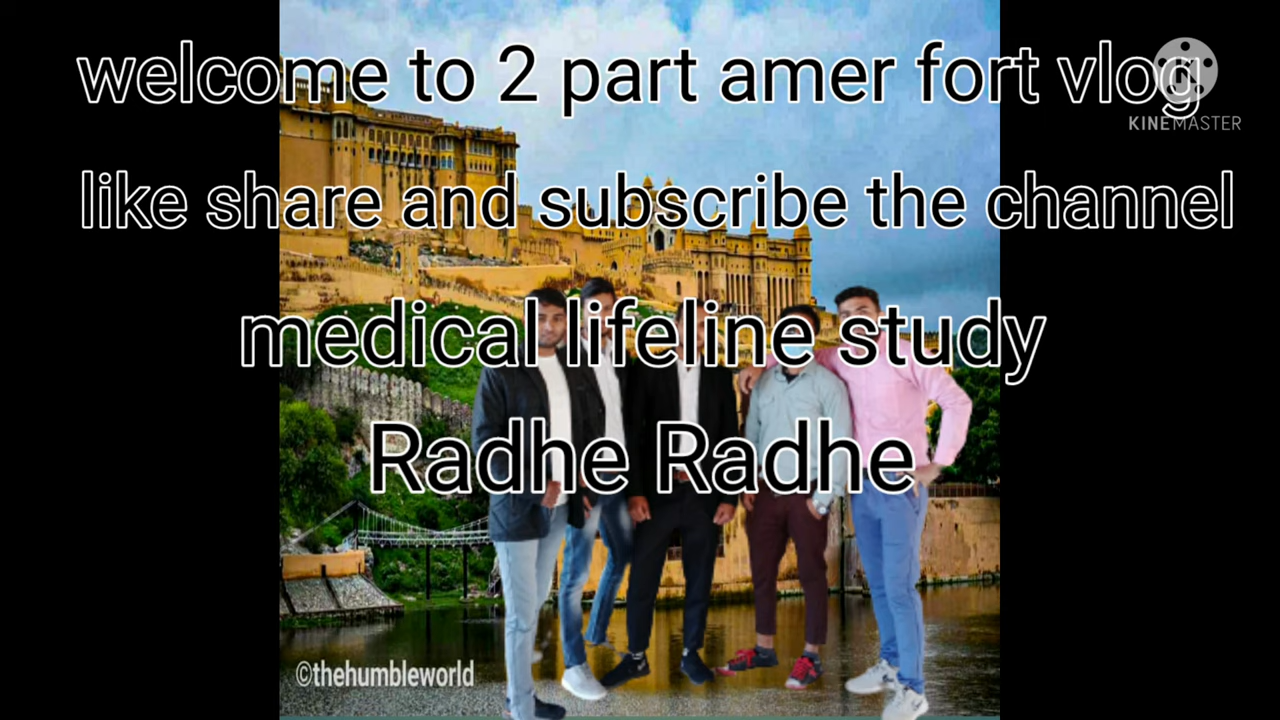 welcome to 2 part amer fort vlog
KINEMASTER
like share and subscribe the channel
medical lifeline study
Radhe Radhe
©thehumbleworld